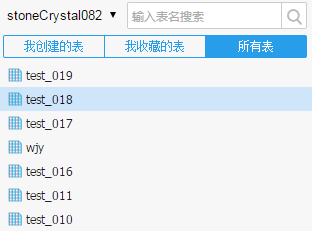 stoneCrystal082 ▼ 输入表名搜索
我创建的表 我收藏的表 所有表
test_019
test_018
test_017
wjy
test_016
test_011
test_010